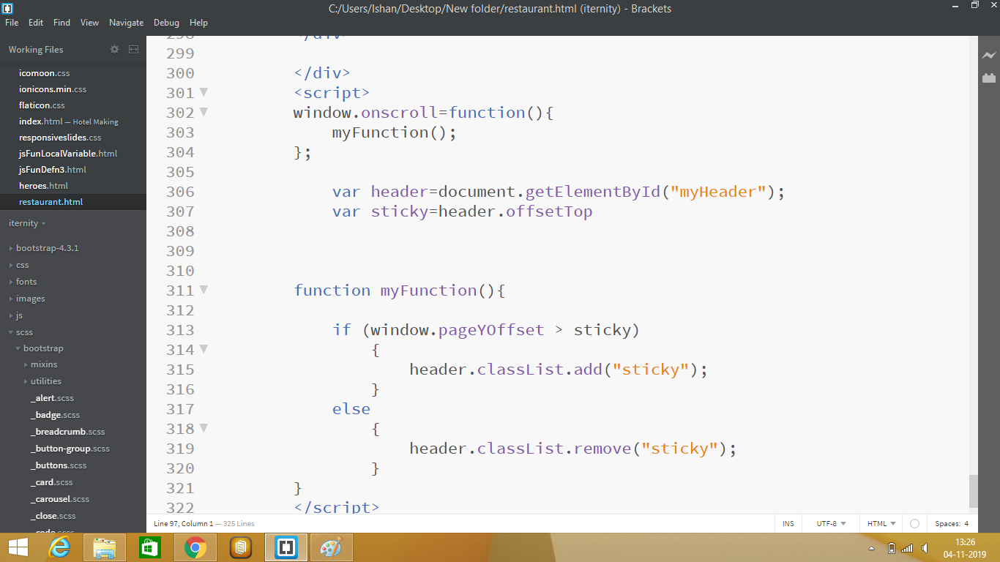 C:/Users/Ishan/Desktop/New folder/restaurant.html (iternity) - Brackets
File Edit Find View Navigate Debug Help
Working Files
icomoon.css
ionicons.min.css
flaticon.css
index.html — Hotel Making
responsiveslides.css
jsFunLocalVariable.html
jsFunDefn3.html
heroes.html
restaurant.html
iternity
bootstrap-4.3.1
css
fonts
images
js
scss
bootstrap
mixins
utilities
_alert.scss
_badge.scss
_breadcrumb.scss
_button-group.scss
_buttons.scss
_card.scss
_carousel.scss
_close.scss
_code.scss
298 </div>
299
300 </div>
301 <script>
302 window.onscroll=function(){
303 myFunction();
304 };
305
306 var header=document.getElementById("myHeader");
307 var sticky=header.offsetTop
308
309
310
311 function myFunction(){
312
313 if (window.pageYOffset > sticky)
314 {
315 header.classList.add("sticky");
316 }
317 else
318 {
319 header.classList.remove("sticky");
320 }
321 }
322 </script>
Line 97, Column 1 — 325 Lines
INS UTF-8 HTML Spaces: 4
13:26
04-11-2019